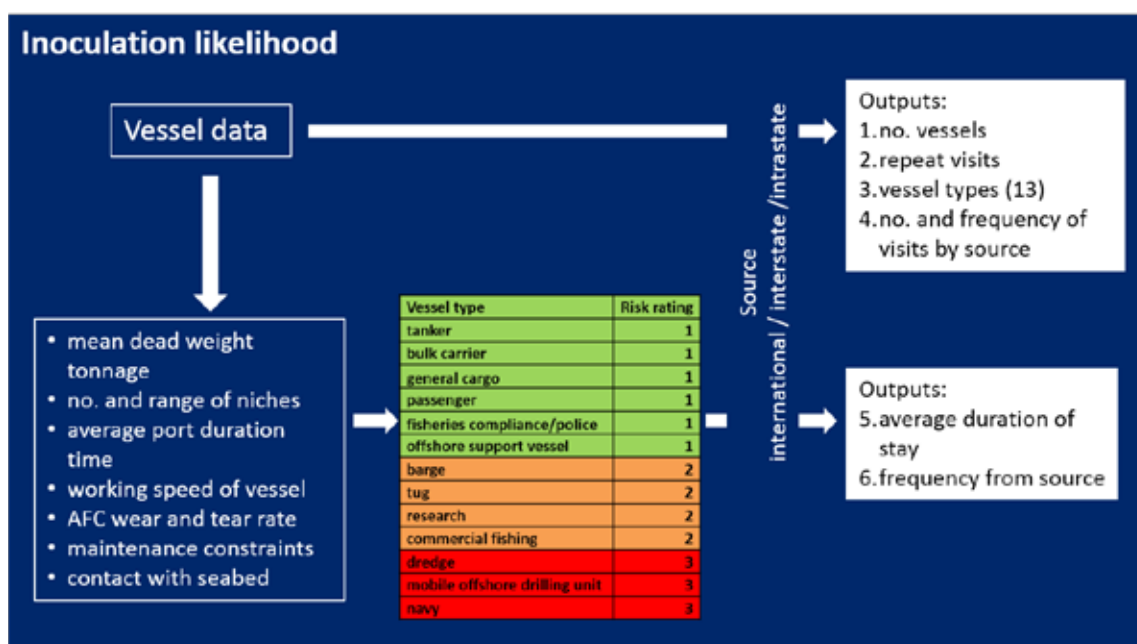 Inoculation likelihood
Vessel data
• mean dead weight
tonnage
• no. and range of niches
• average port duration
time
• working speed of vessel
• AFC wear and tear rate
• maintenance constraints
• contact with seabed
Vessel type Risk rating
tanker 1
bulk carrier 1
general cargo 1
passenger 1
fisheries compliance/police 1
offshore support vessel 1
barge 2
tug 2
research 2
commercial fishing 2
dredge 3
mobile offshore drilling unit 3
navy 3
Source
international / interstate /intrastate
Outputs:
1.no. vessels
2.repeat visits
3.vessel types (13)
4.no. and frequency of
visits by source
Outputs:
5.average duration of
stay
6.frequency from source